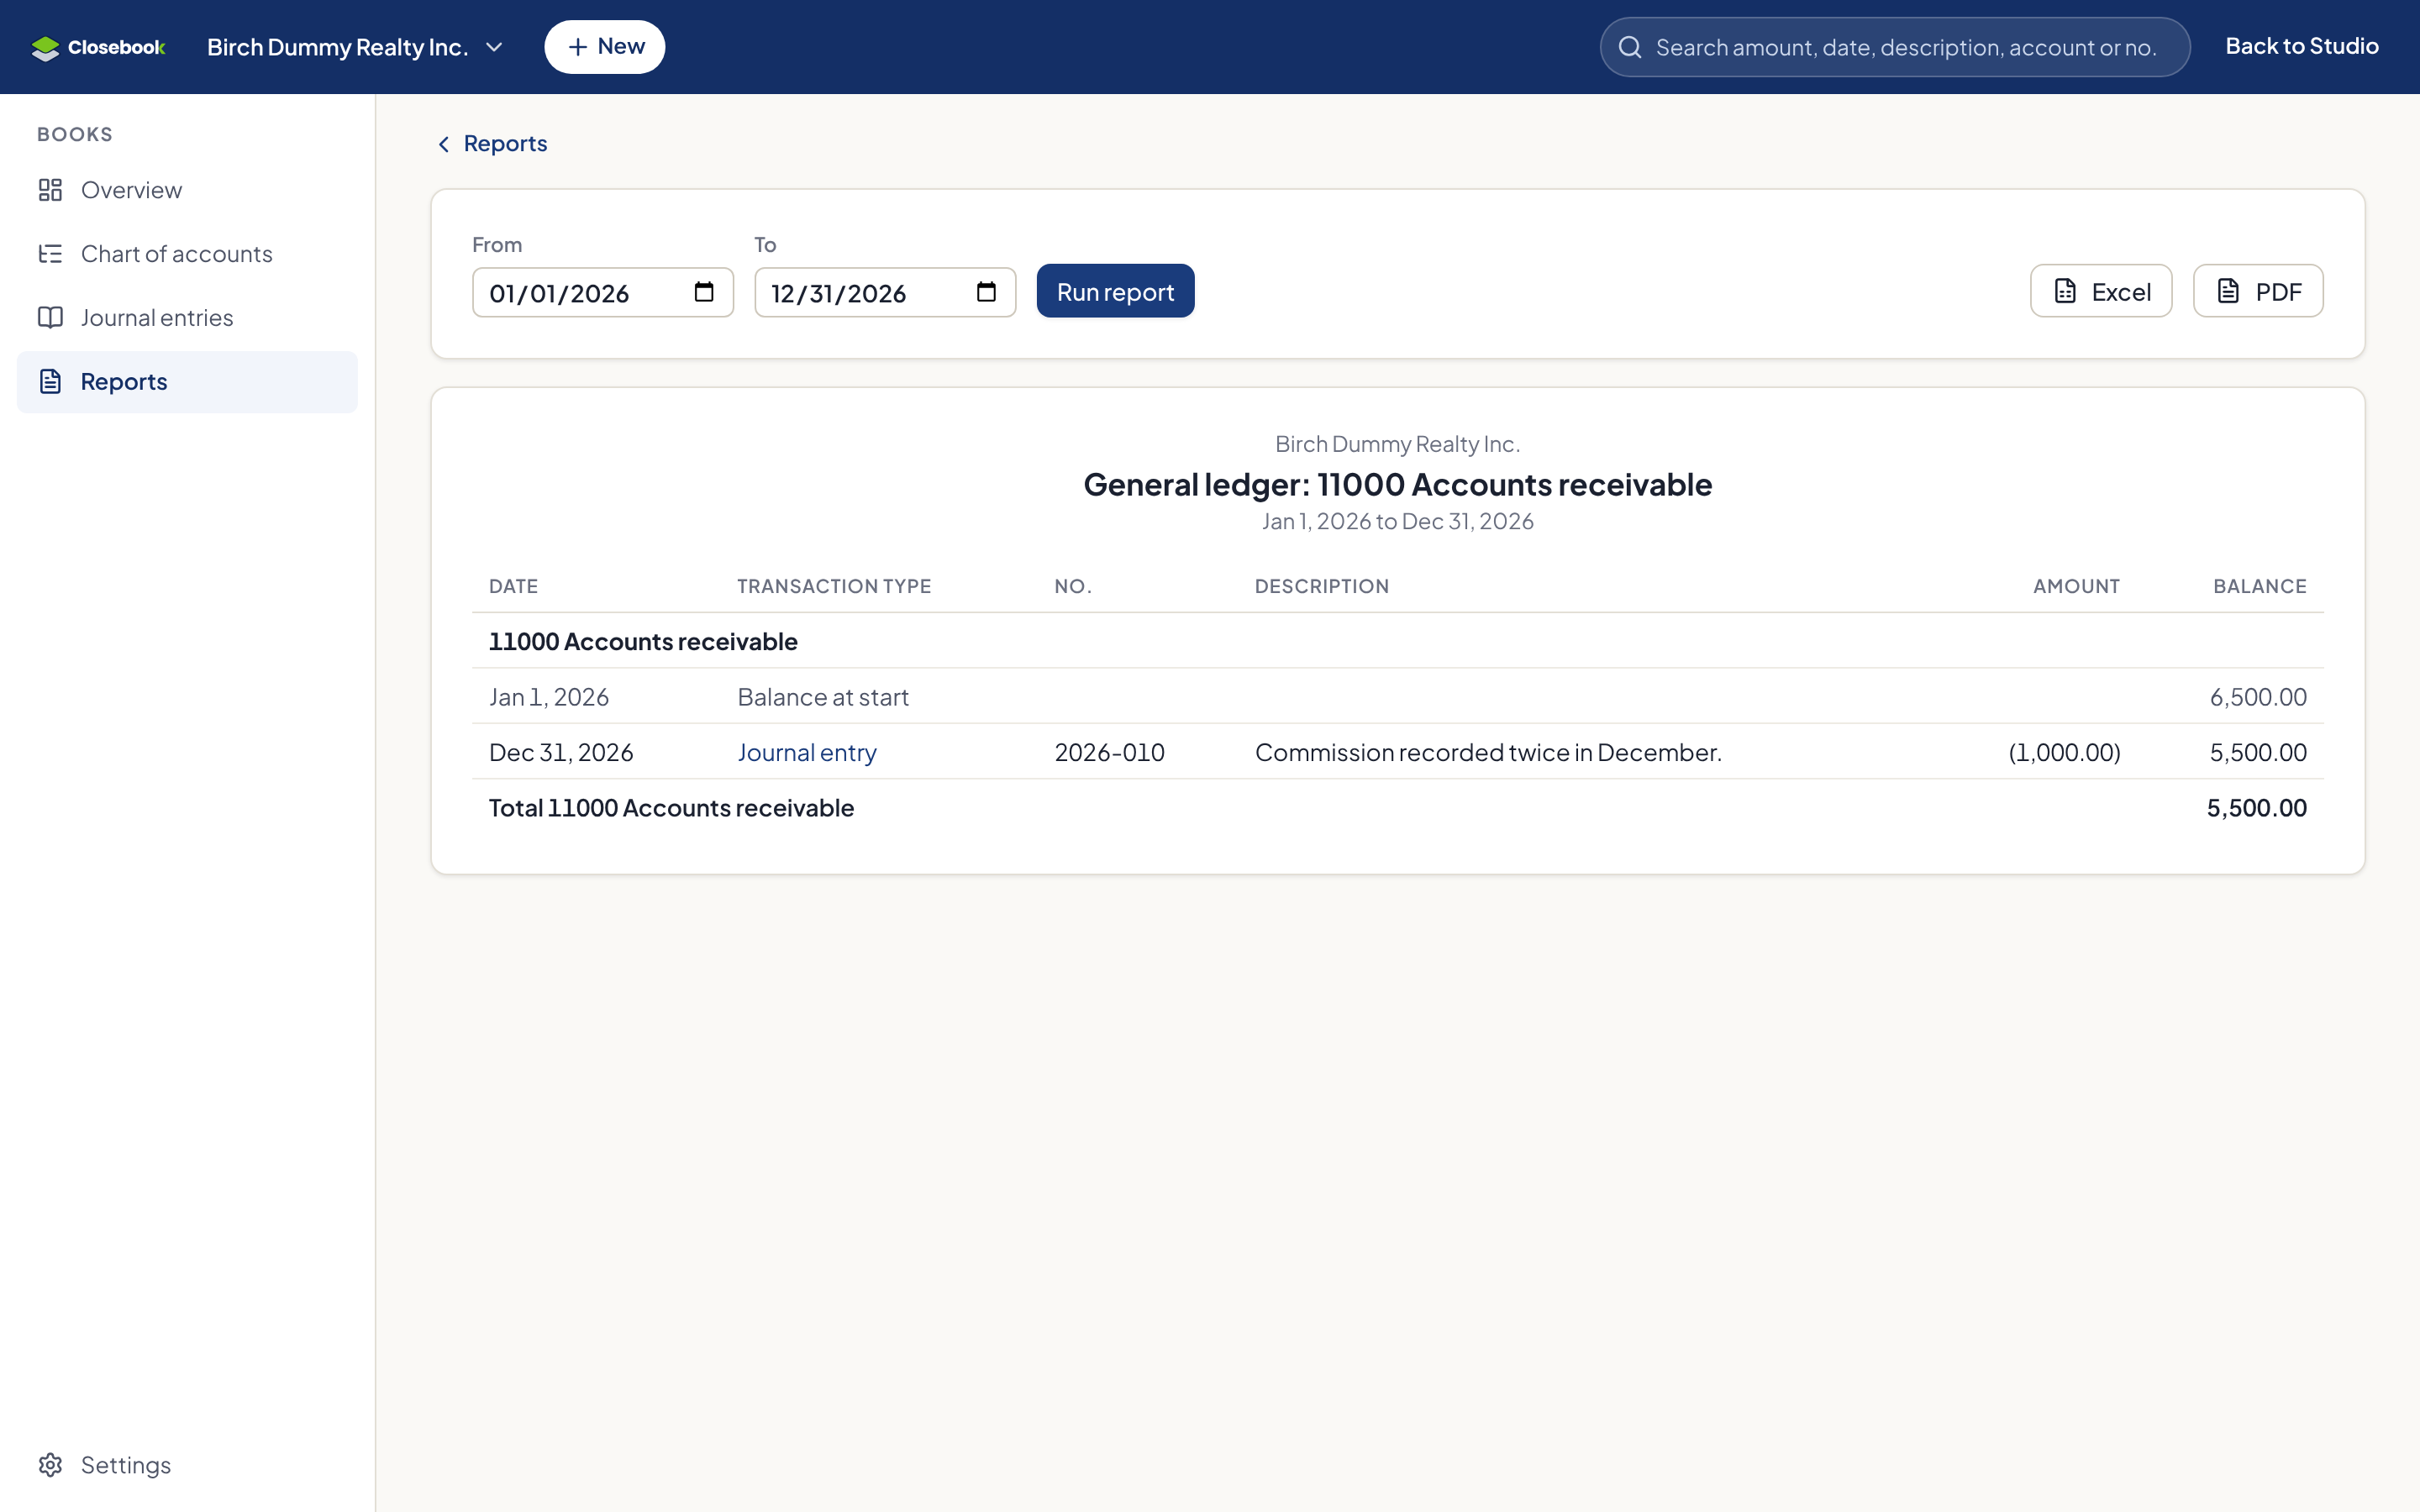 Closebook
Birch Dummy Realty Inc.
New
Search amount, date, description, account or no.
Back to Studio
BOOKS
Overview
Chart of accounts
Journal entries
Reports
Settings
Reports
From To
01/01/2026 12/31/2026 Run report Excel PDF
Birch Dummy Realty Inc.
General ledger: 11000 Accounts receivable
Jan 1, 2026 to Dec 31, 2026
DATE TRANSACTION TYPE NO. DESCRIPTION AMOUNT BALANCE
11000 Accounts receivable
Jan 1, 2026 Balance at start 6,500.00
Dec 31, 2026 Journal entry 2026-010 Commission recorded twice in December. (1,000.00) 5,500.00
Total 11000 Accounts receivable 5,500.00